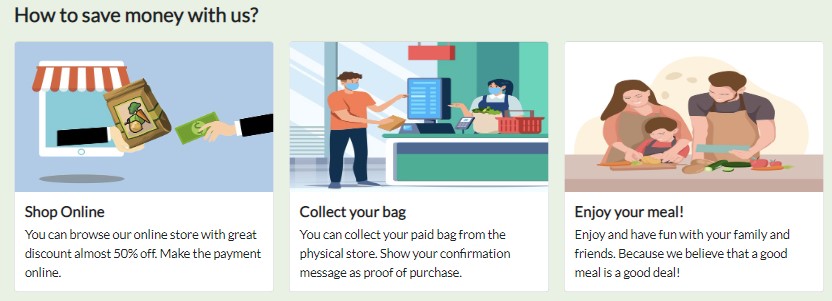 How to save money with us?
Shop Online
You can browse our online store with great
discount almost 50% off. Make the payment
online.
Collect your bag
You can collect your paid bag from the
physical store. Show your confirmation
message as proof of purchase.
Enjoy your meal!
Enjoy and have fun with your family and
friends. Because we believe that a good
meal is a good deal!